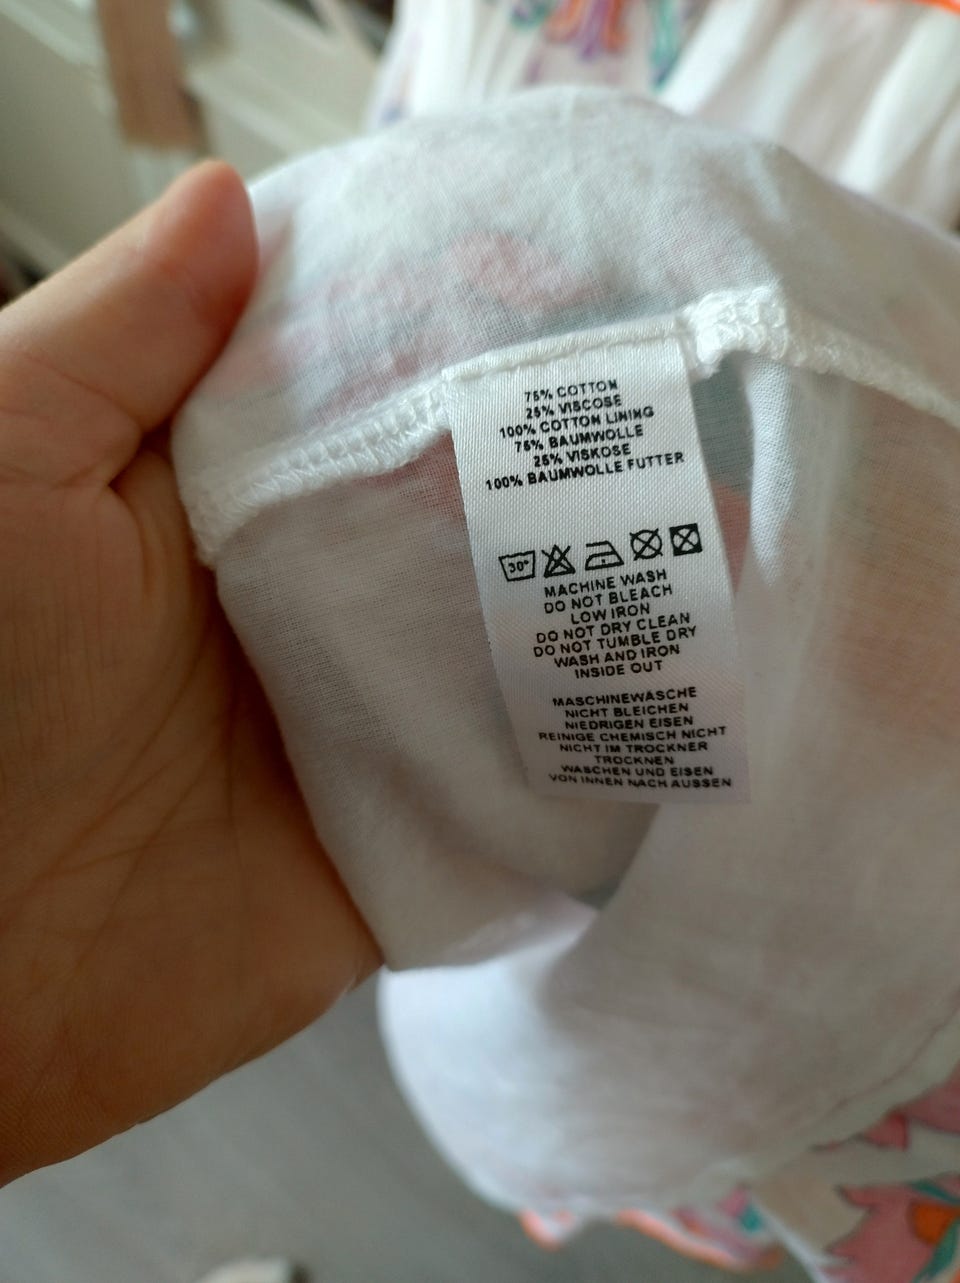 75% COTTON
25% VISCOSE
100% COTTON LINING
75% BAUMWOLLE
25% VISKOSE
100% BAUMWOLLE FUTTER
30°
MACHINE WASH
DO NOT BLEACH
LOW IRON
DO NOT DRY CLEAN
DO NOT TUMBLE DRY
WASH AND IRON
INSIDE OUT
MASCHINEWÄSCHE
NICHT BLEICHEN
NIEDRIGEN EISEN
REINIGE CHEMISCH NICHT
NICHT IM TROCKNER
TROCKNEN
WASCHEN UND EISEN
VON INNEN NACH AUSSEN